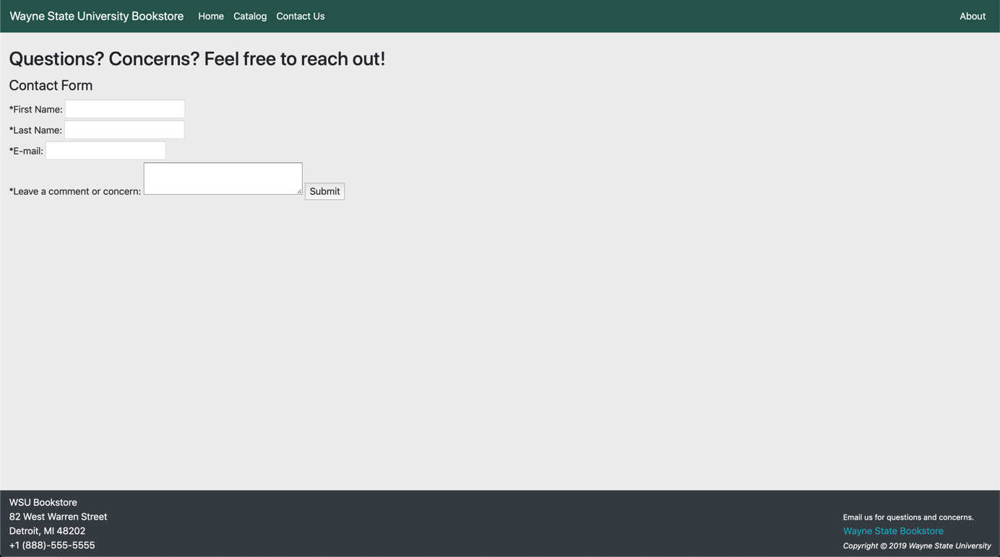 Wayne State University Bookstore Home Catalog Contact Us About
Questions? Concerns? Feel free to reach out!
Contact Form
*First Name:
*Last Name:
*E-mail:
*Leave a comment or concern: Submit
WSU Bookstore
82 West Warren Street
Detroit, MI 48202
+1 (888)-555-5555
Email us for questions and concerns.
Wayne State Bookstore
Copyright © 2019 Wayne State University